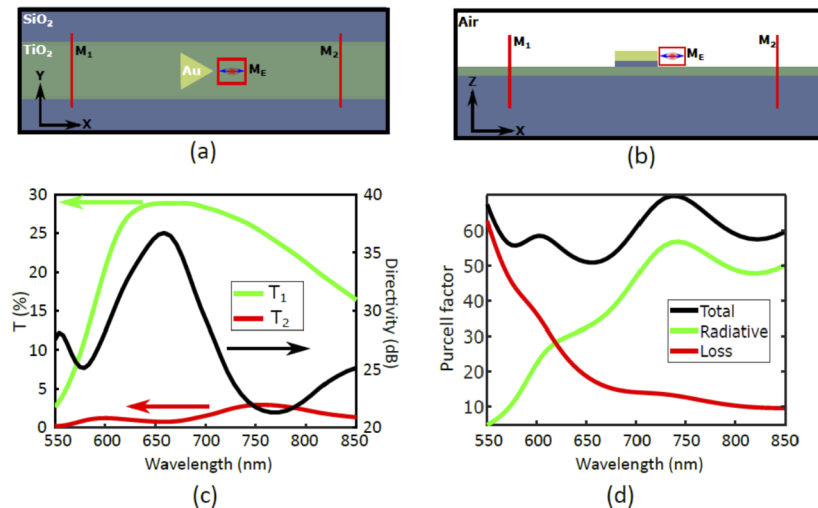 SiO2
TiO2
M1
Au
ME
M2
Y
X
(a)
Air
M1
ME
M2
Z
X
(b)
30
25
20
15
10
5
0
T (%)
40
35
30
25
20
Directivity (dB)
T1
T2
550 600 650 700 750 800 850
Wavelength (nm)
(c)
60
50
40
30
20
10
Purcell factor
Total
Radiative
Loss
550 600 650 700 750 800 850
Wavelength (nm)
(d)